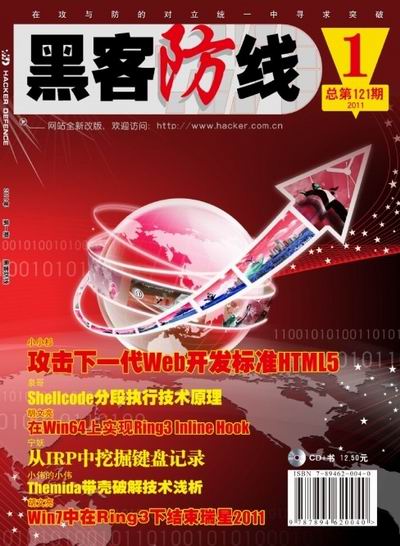 在攻与防的对立统一中寻求突破
黑客防线
1
总第121期
2011
HACKER DEFENCE
网站全新改版、欢迎访问: http://www.hacker.com.cn
小小杉
攻击下一代Web开发标准HTML5
Shellcode分段执行技术原理
胡文亮
在Win64上实现Ring3 Inline Hook
宁妖
从IRP中挖掘键盘记录
小伟的小伟
Themida带壳破解技术浅析
胡文亮
Win7中在Ring3下结束瑞星2011
CD+书 12.50元
ISBN 7-89462-004-0
9 787894 620040 >